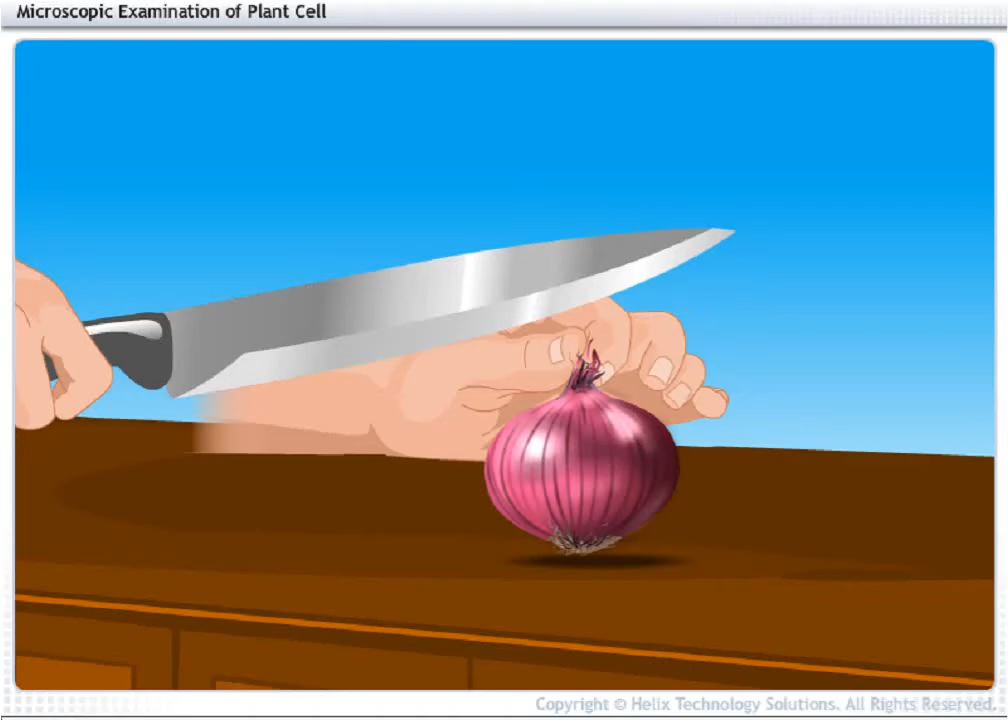 Microscopic Examination of Plant Cell
Copyright © Helix Technology Solutions. All Rights Reserved.